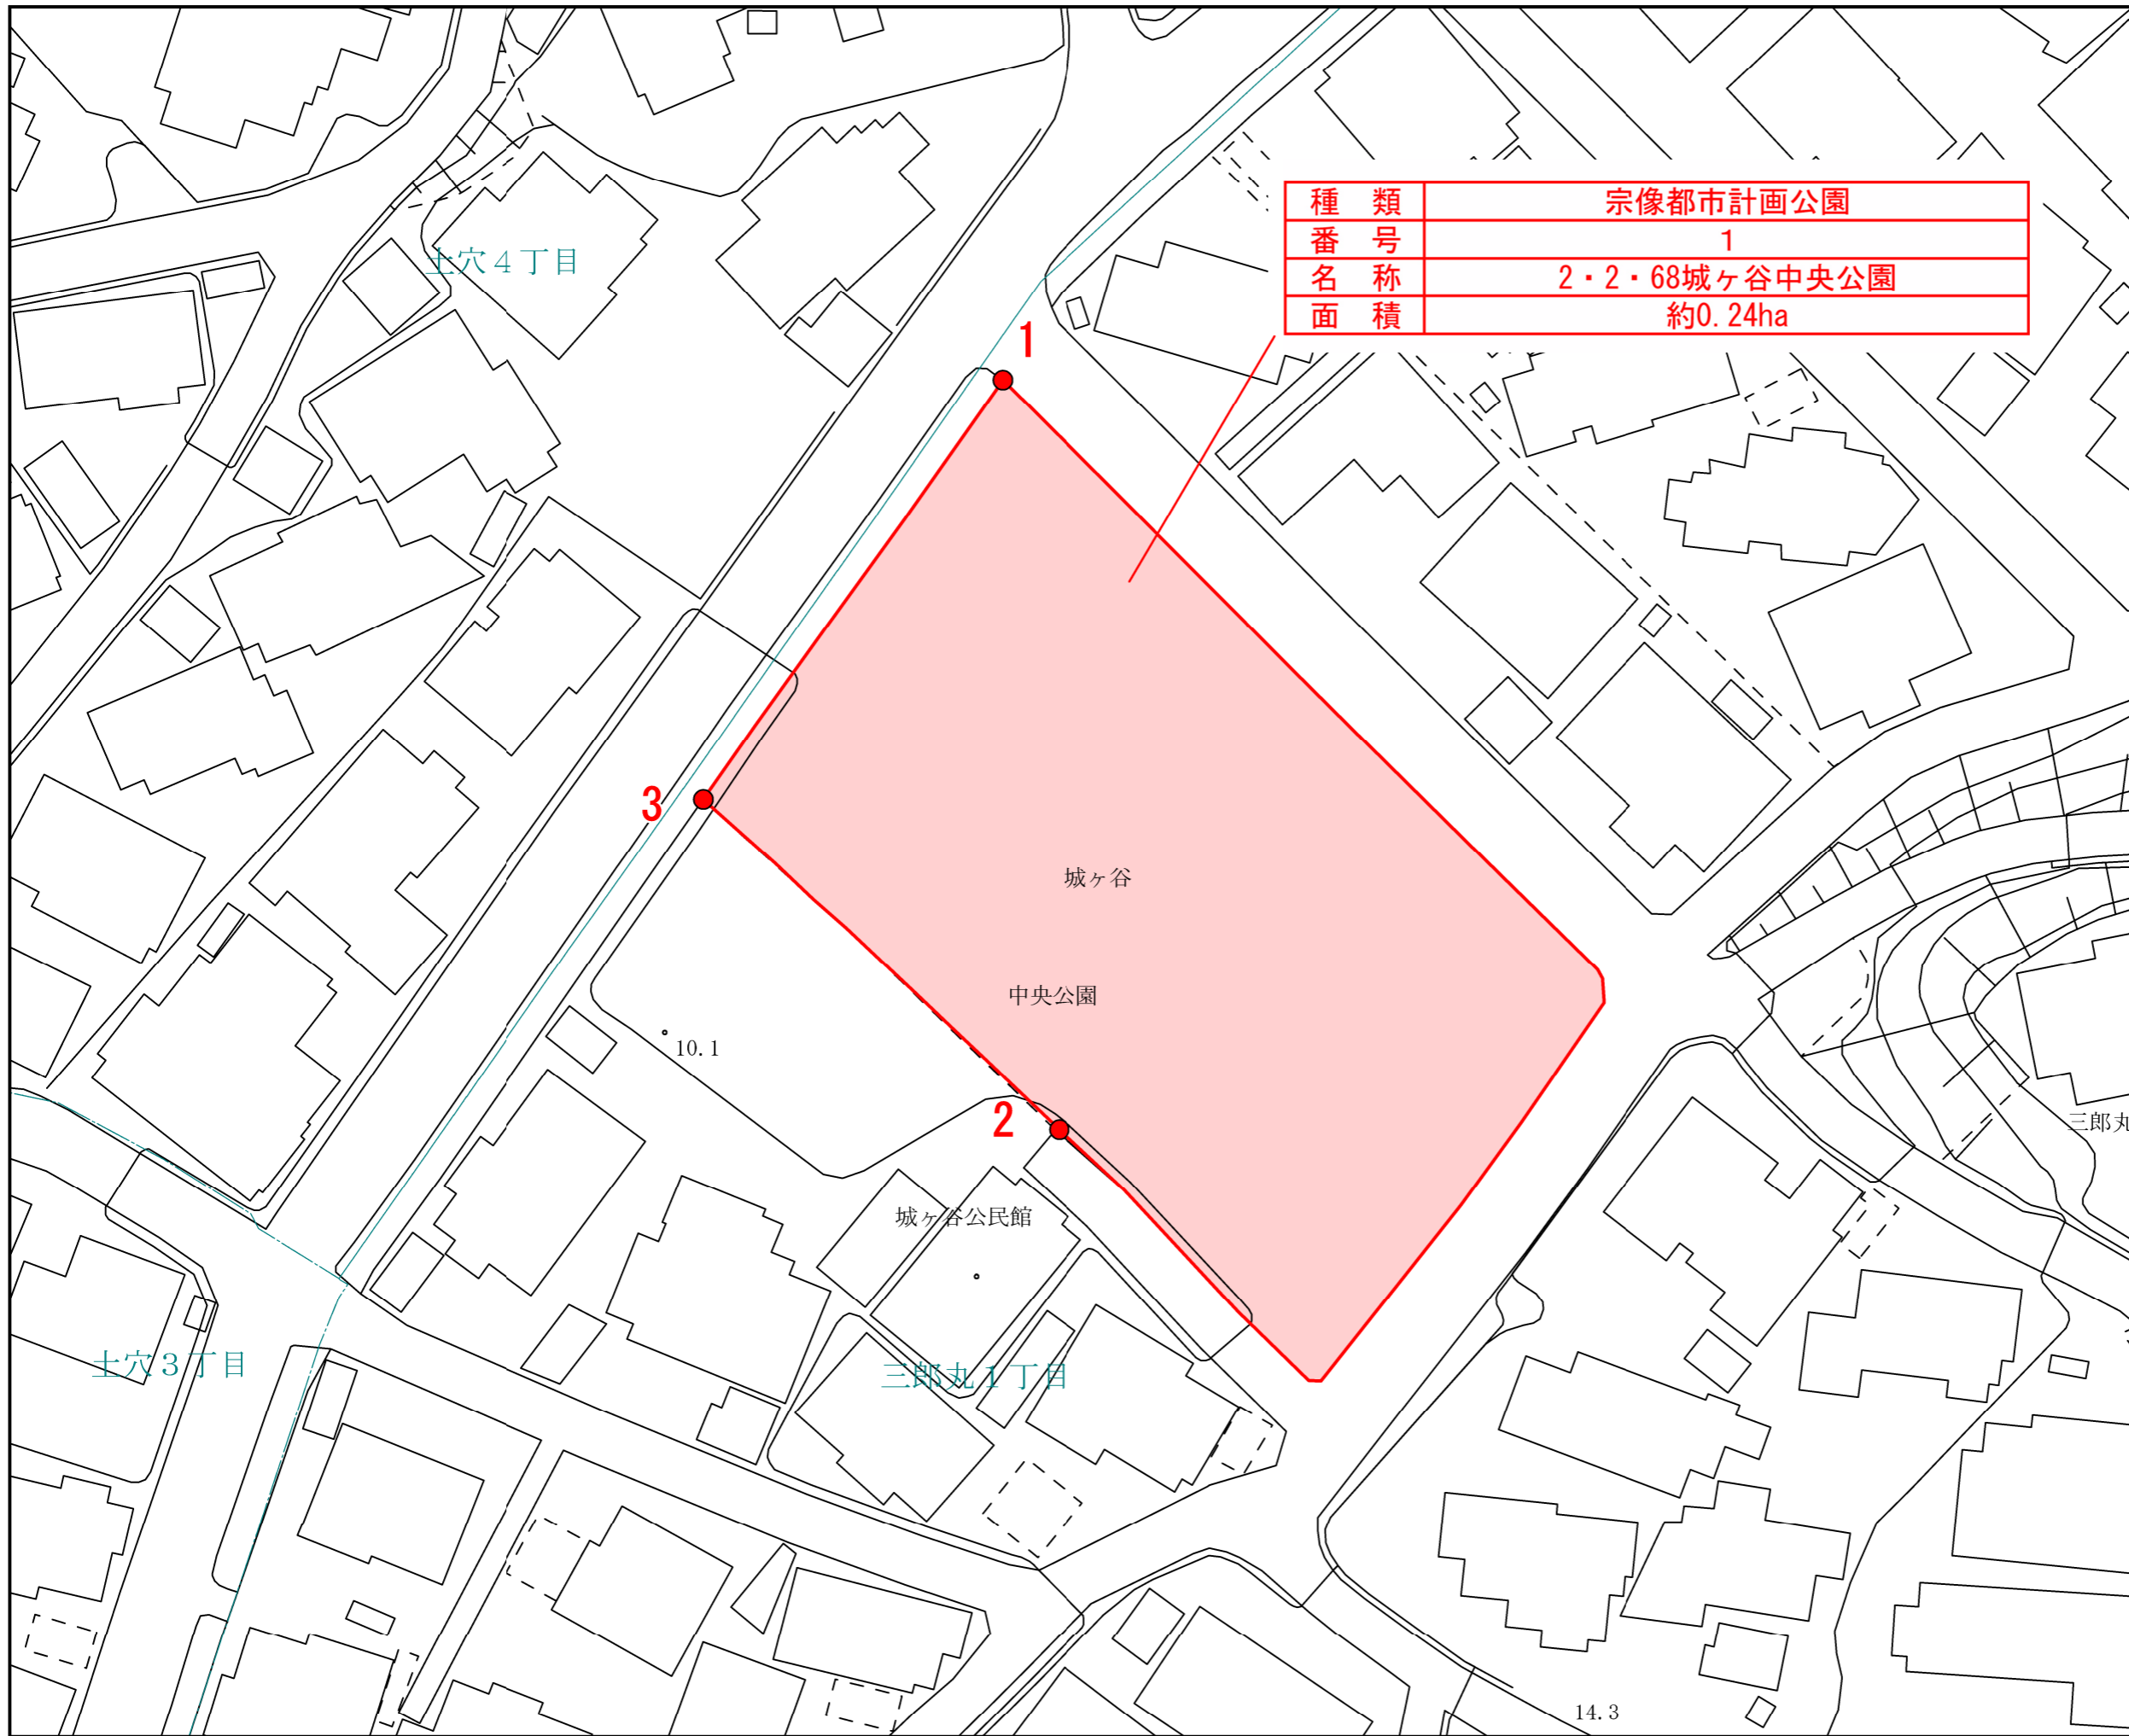 種類 宗像都市計画公園
番号 1
名称 2・2・68城ヶ谷中央公園
面積 約0.24ha
土穴4丁目
1
3
城ヶ谷
中央公園
10.1
2
三郎丸
城ヶ谷公民館
土穴3丁目
三郎丸1丁目
14.3